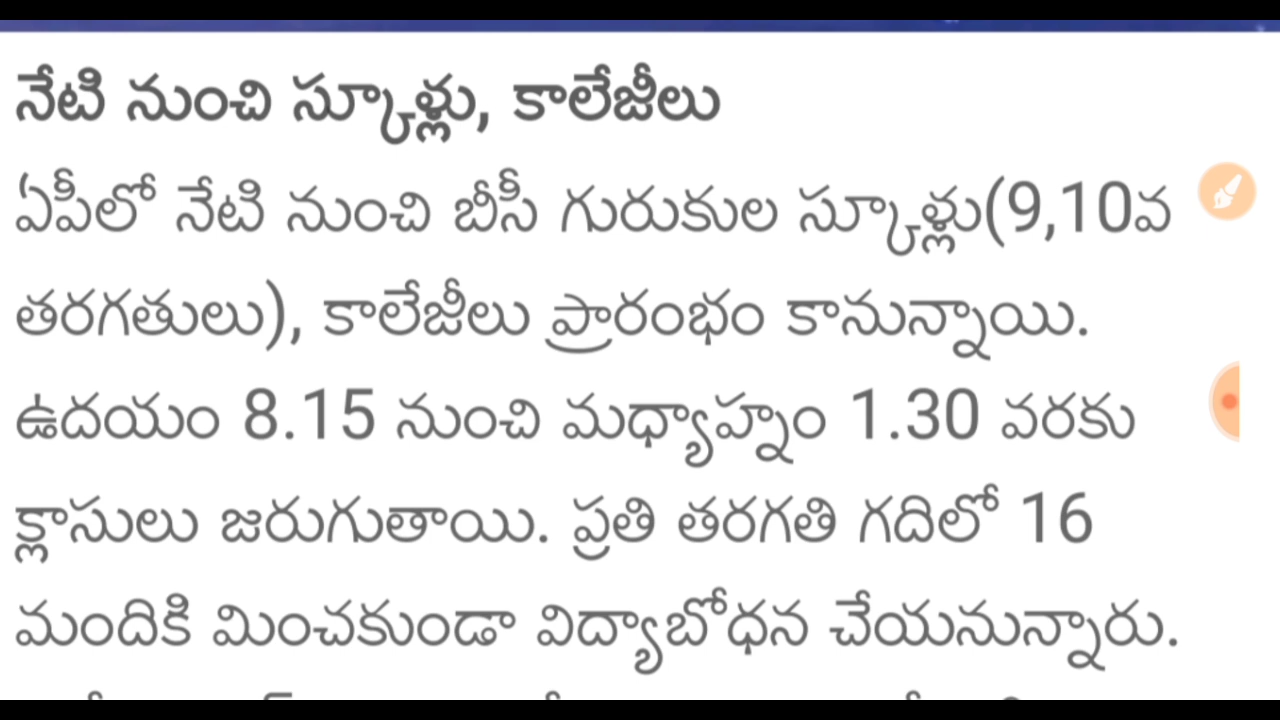 నేటి నుంచి స్కూళ్లు, కాలేజీలు
ఏపీలో నేటి నుంచి బీసీ గురుకుల స్కూళ్లు(9,10వ
తరగతులు), కాలేజీలు ప్రారంభం కానున్నాయి.
ఉదయం 8.15 నుంచి మధ్యాహ్నం 1.30 వరకు
క్లాసులు జరుగుతాయి. ప్రతి తరగతి గదిలో 16
మందికి మించకుండా విద్యాబోధన చేయనున్నారు.